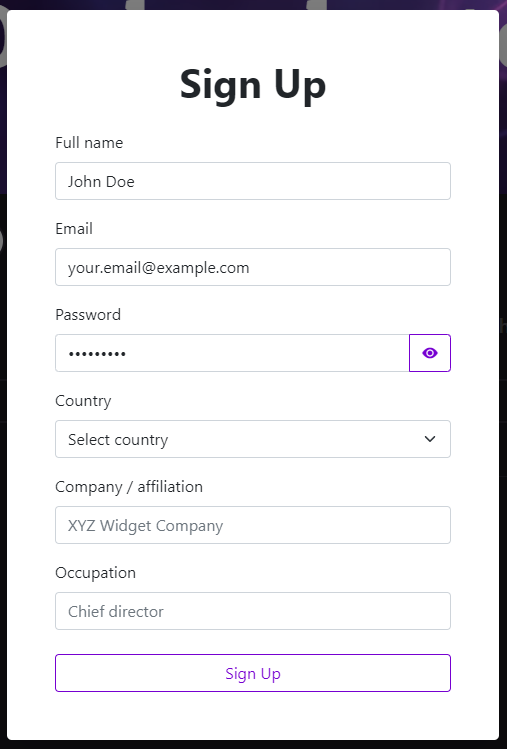 Sign Up
Full name
John Doe
Email
your.email@example.com
Password
•••••••••
Country
Select country
Company / affiliation
XYZ Widget Company
Occupation
Chief director
Sign Up